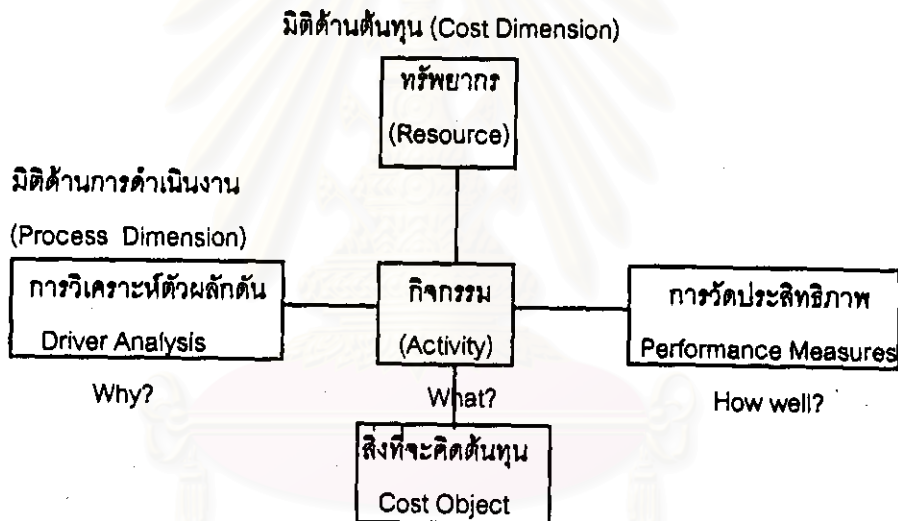 มิติด้านต้นทุน (Cost Dimension)
ทรัพยากร
(Resource)
มิติด้านการดำเนินงาน
(Process Dimension)
การวิเคราะห์ตัวผลักดัน
Driver Analysis
Why?
กิจกรรม
(Activity)
What?
การวัดประสิทธิภาพ
Performance Measures
How well?
สิ่งที่จะคิดต้นทุน
Cost Object